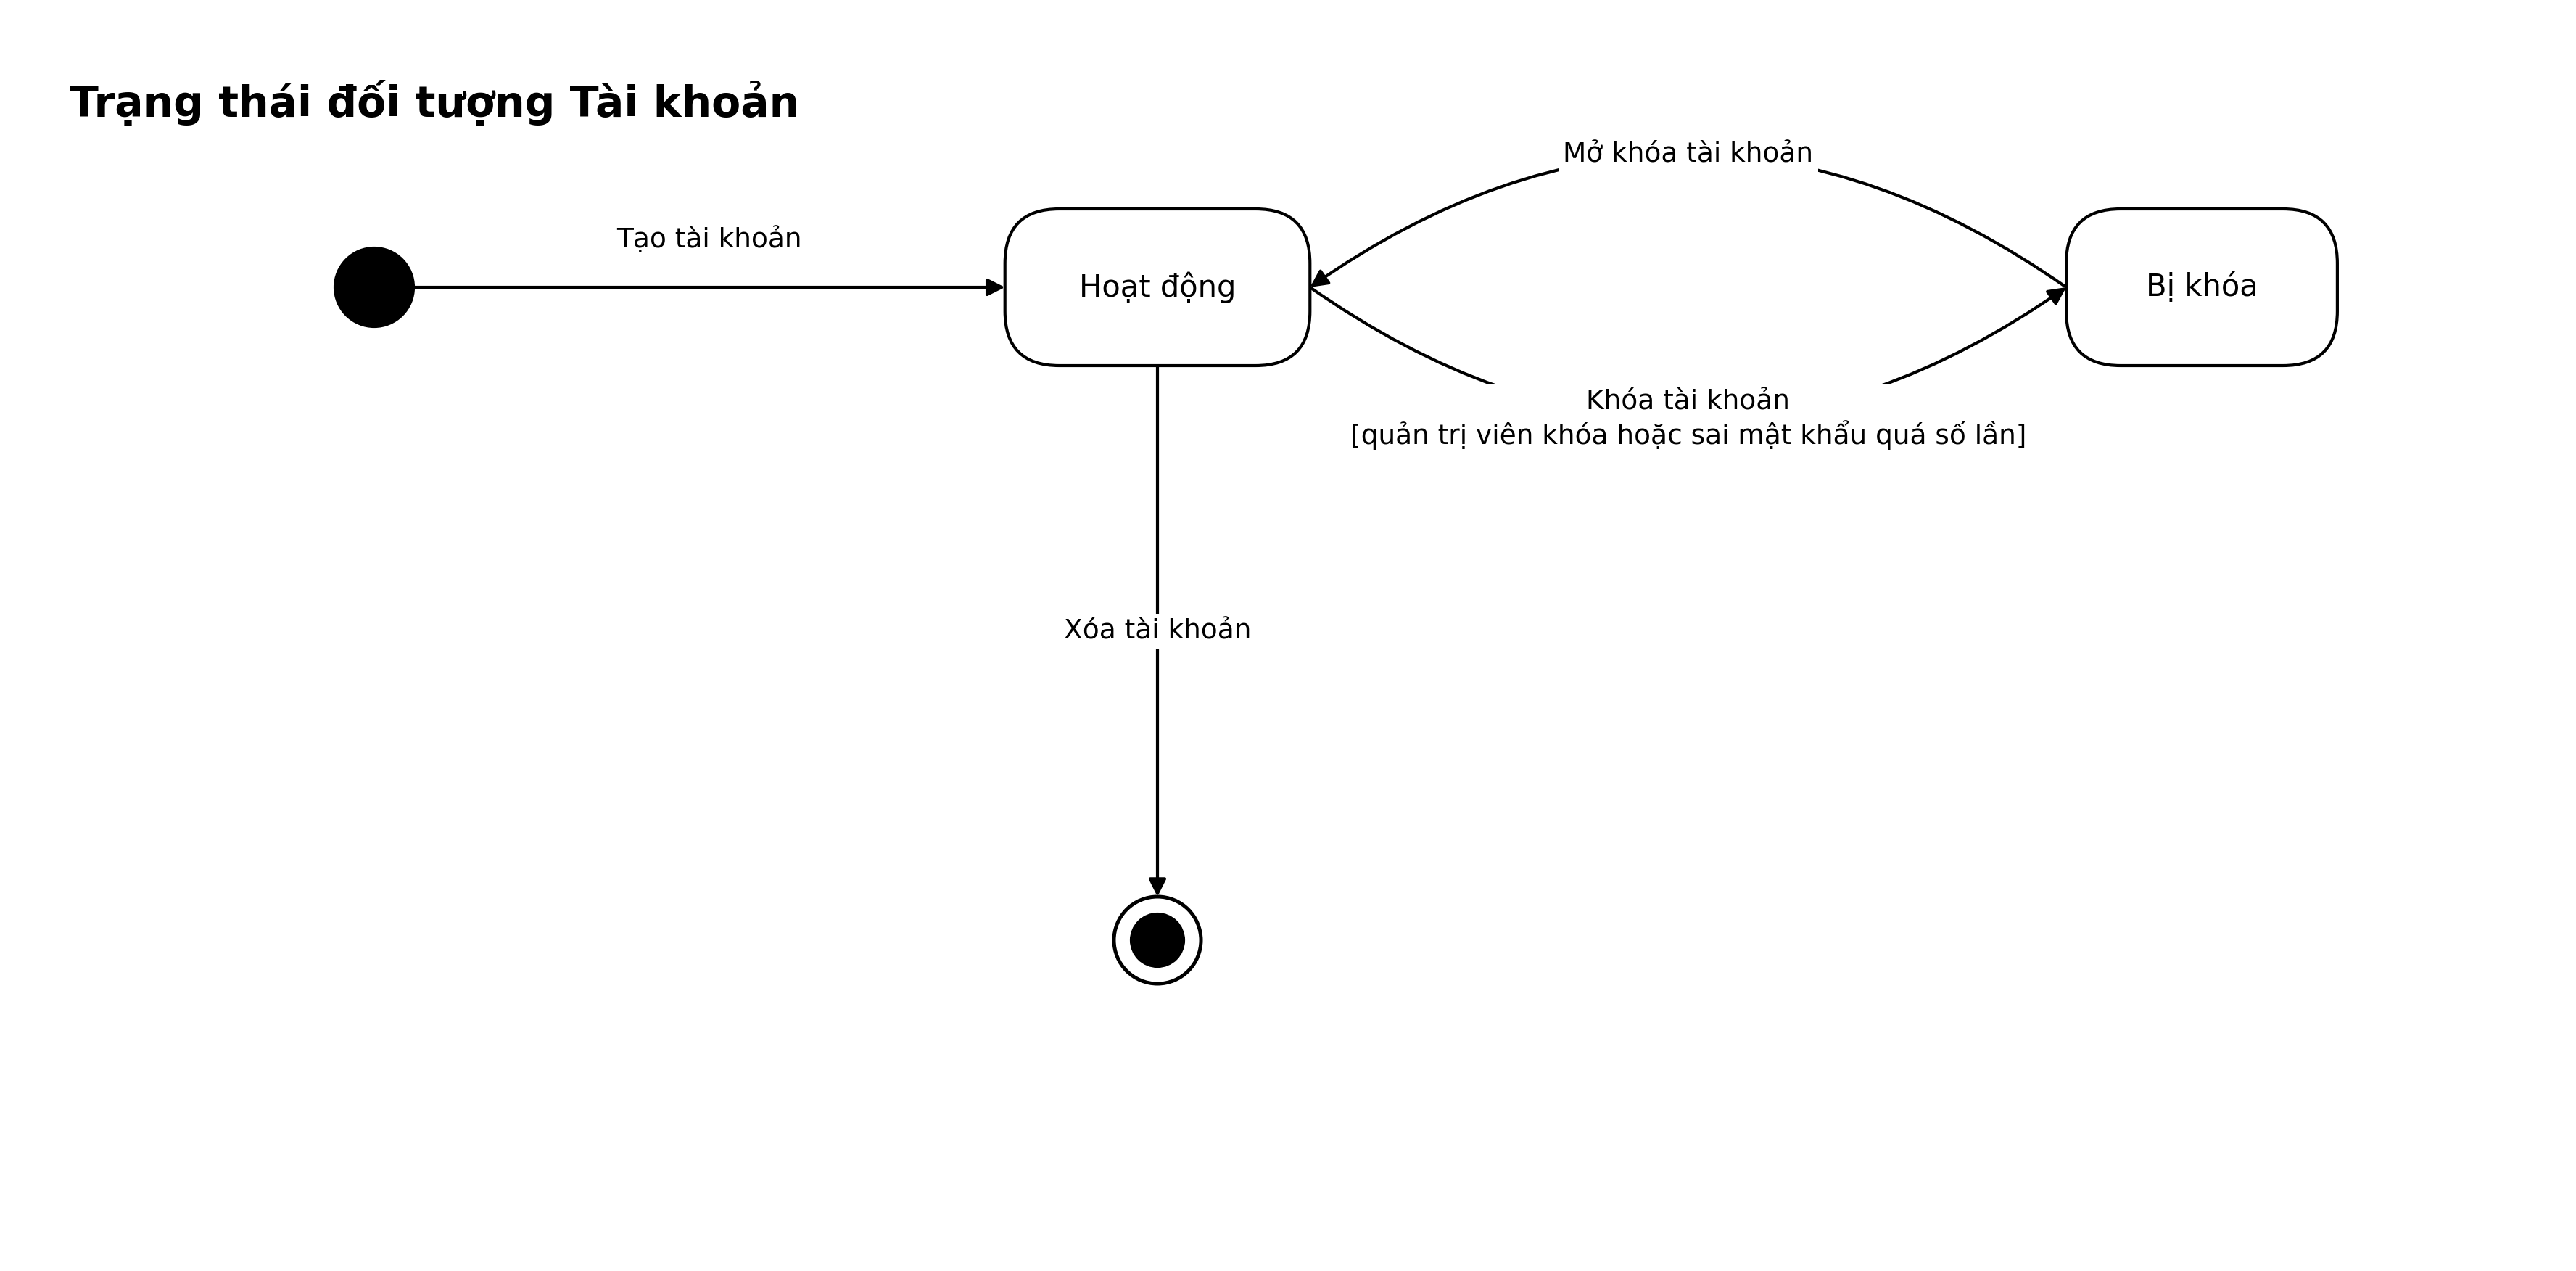 Trạng thái đối tượng Tài khoản
Mở khóa tài khoản
Tạo tài khoản
Hoạt động
Bị khóa
Khóa tài khoản
[quản trị viên khóa hoặc sai mật khẩu quá số lần]
Xóa tài khoản